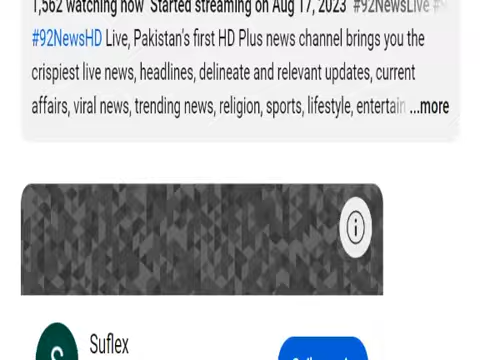 1,562 watching now Started streaming on Aug 17, 2023 #92NewsLive
#92NewsHD Live, Pakistan's first HD Plus news channel brings you the
crispiest live news, headlines, delineate and relevant updates, current
affairs, viral news, trending news, religion, sports, lifestyle, entertain ...more
Suflex
S